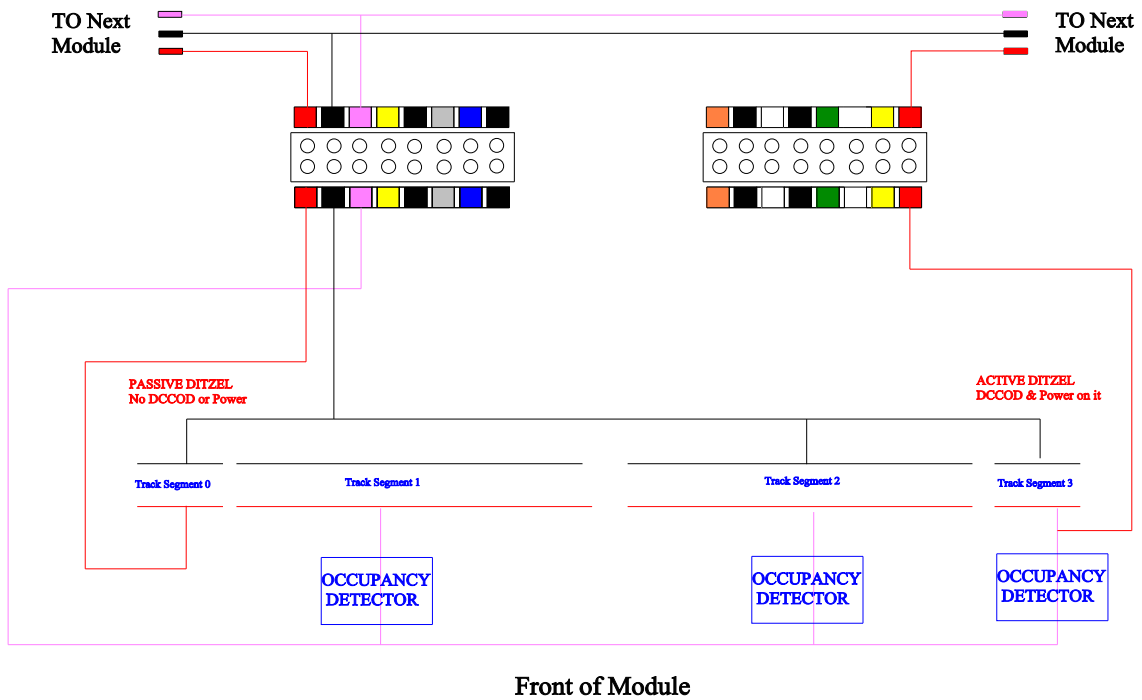 TO Next
Module
TO Next
Module
PASSIVE DITZEL
No DCCOD or Power
ACTIVE DITZEL
DCCOD & Power on it
Track Segment 0
Track Segment 1
Track Segment 2
Track Segment 3
OCCUPANCY
DETECTOR
OCCUPANCY
DETECTOR
OCCUPANCY
DETECTOR
Front of Module